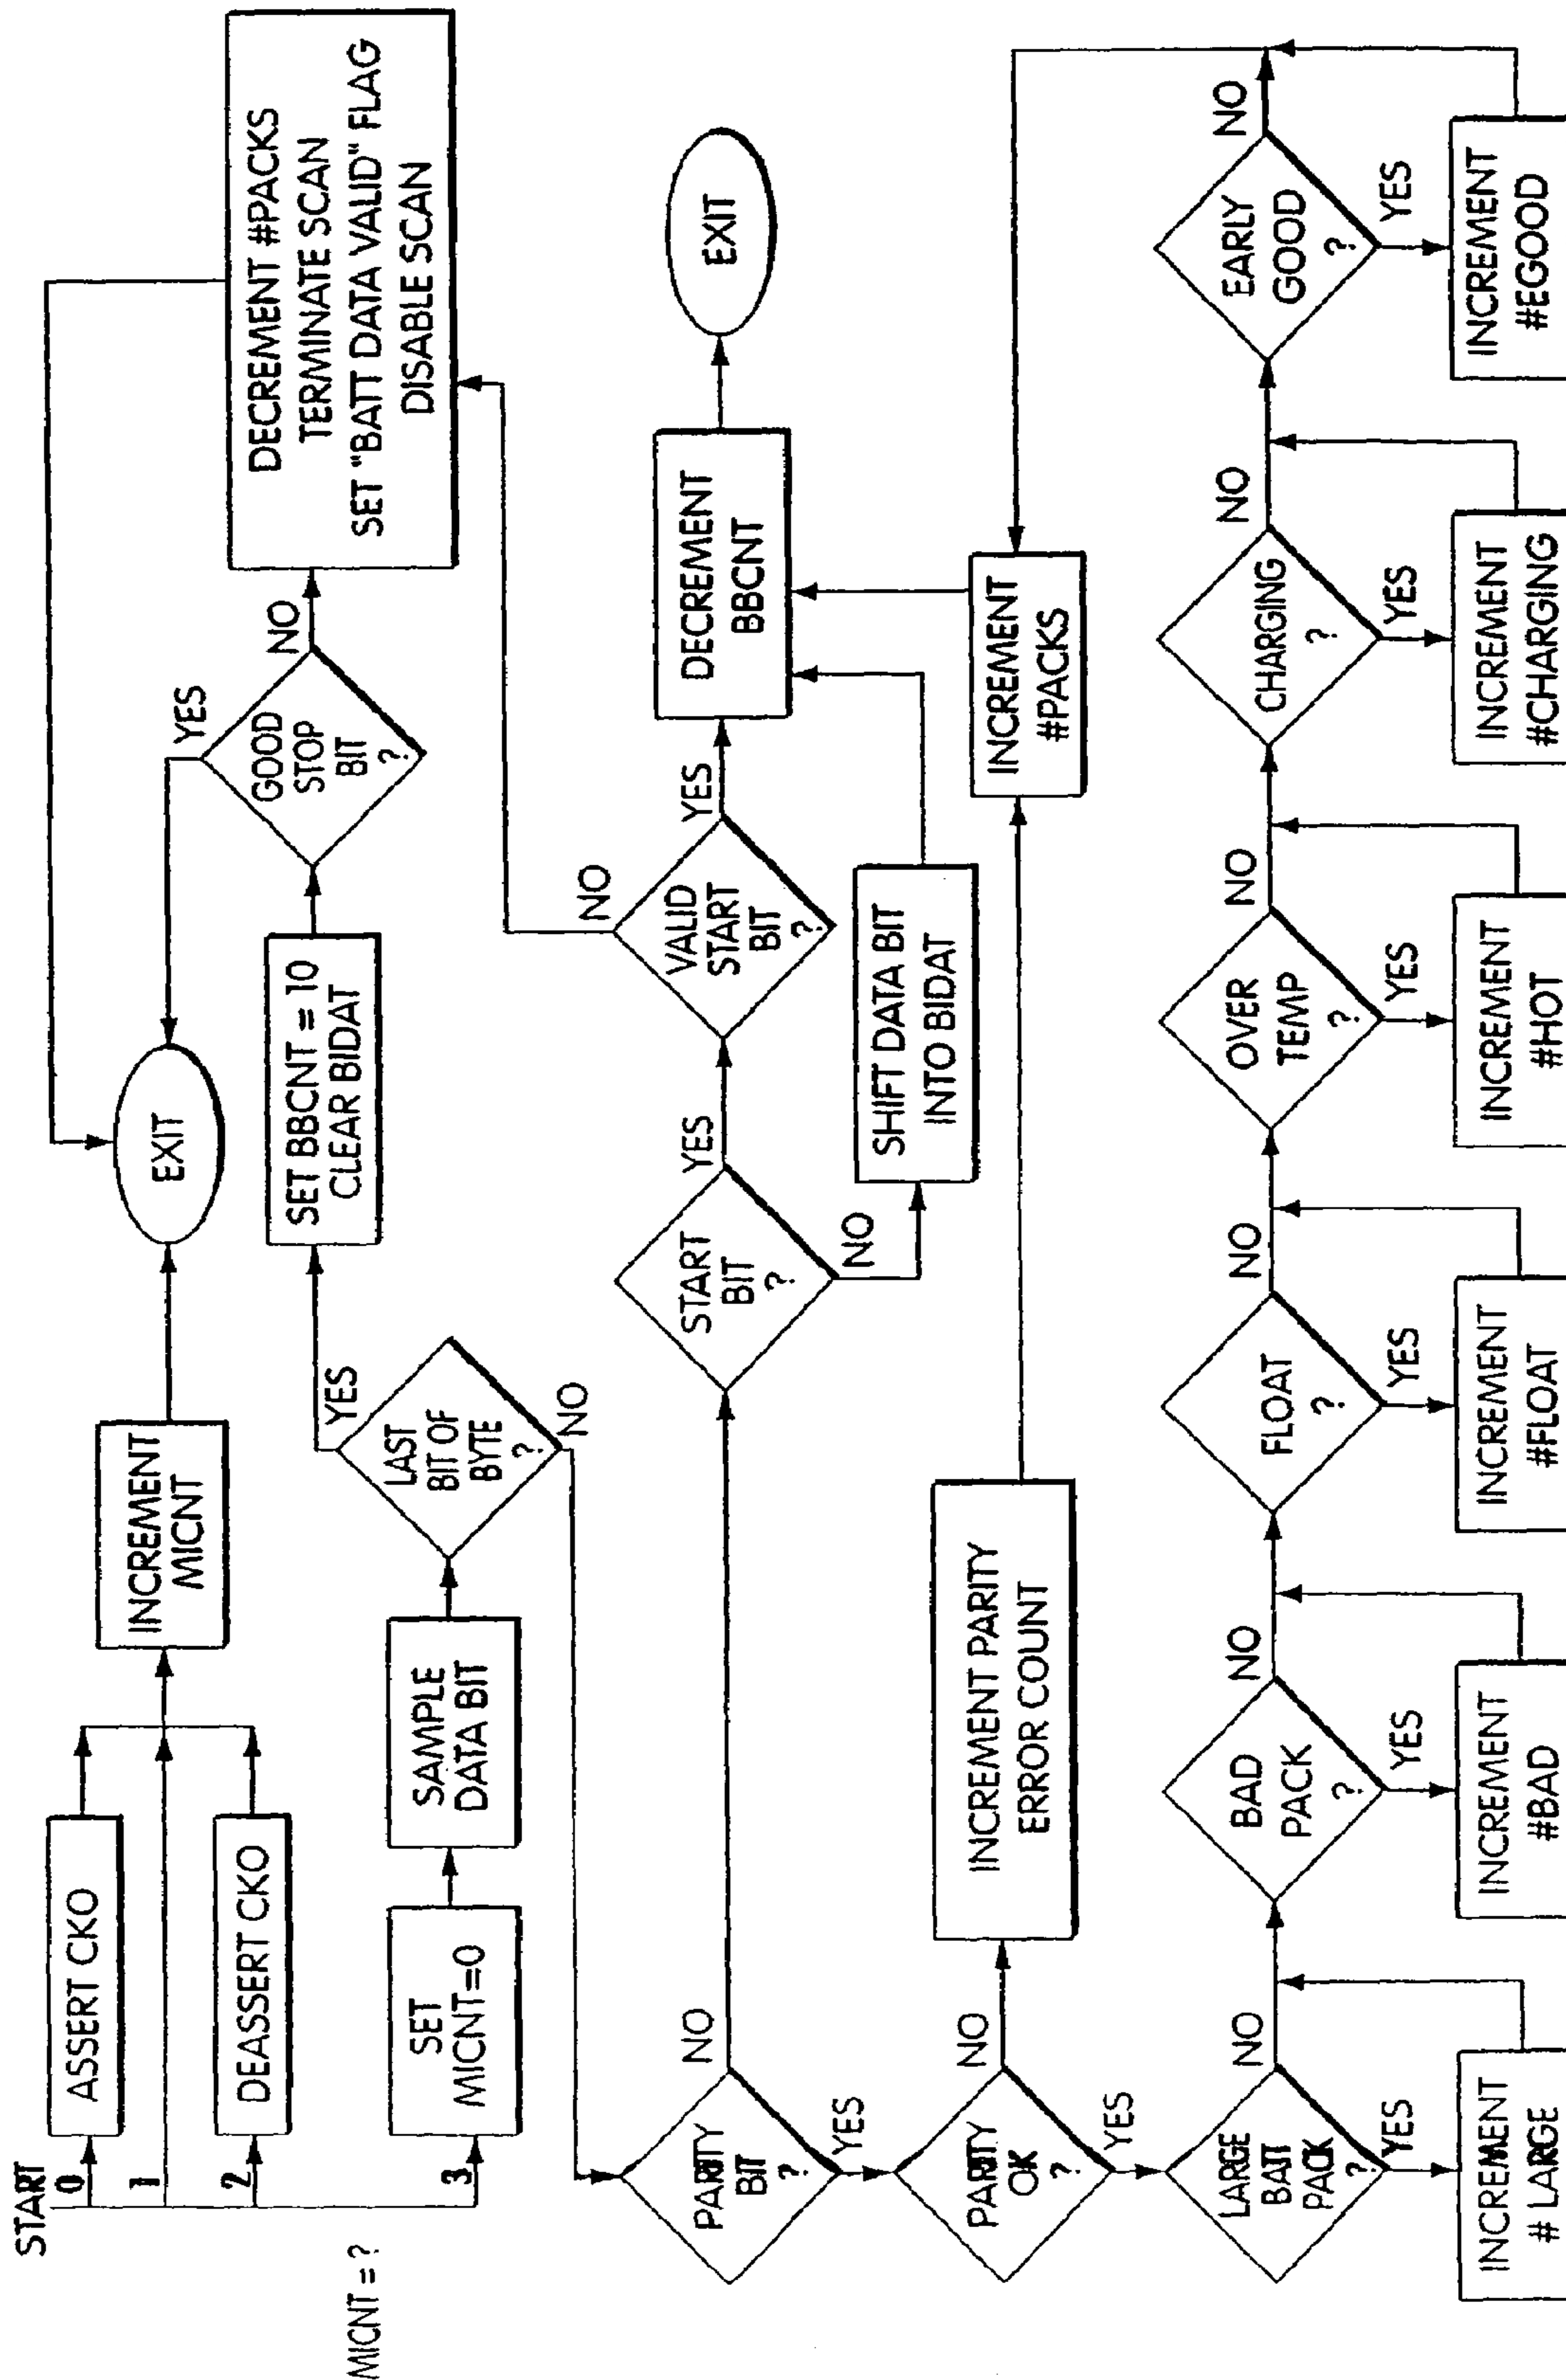 START
MICNT = ?
0
ASSERT CKO
1
2
DEASSERT CKO
3
SET
MICNT=0
INCREMENT
MICNT
EXIT
SAMPLE
DATA BIT
LAST
BIT OF
BYTE
?
YES
NO
SET BBCNT = 10
CLEAR BIDAT
GOOD
STOP
BIT
?
YES
NO
DECREMENT #PACKS
TERMINATE SCAN
SET "BATT DATA VALID" FLAG
DISABLE SCAN
PARITY
BIT
?
NO
YES
START
BIT
?
YES
NO
VALID
START
BIT
?
NO
YES
DECREMENT
BBCNT
EXIT
SHIFT DATA BIT
INTO BIDAT
PARITY
OK
?
NO
YES
INCREMENT PARITY
ERROR COUNT
INCREMENT
#PACKS
LARGE
BATT
PACK
?
NO
YES
INCREMENT
# LARGE
BAD
PACK
?
NO
YES
INCREMENT
#BAD
FLOAT
?
NO
YES
INCREMENT
#FLOAT
OVER
TEMP
?
NO
YES
INCREMENT
#HOT
CHARGING
?
NO
YES
INCREMENT
#CHARGING
EARLY
GOOD
?
NO
YES
INCREMENT
#EGOOD